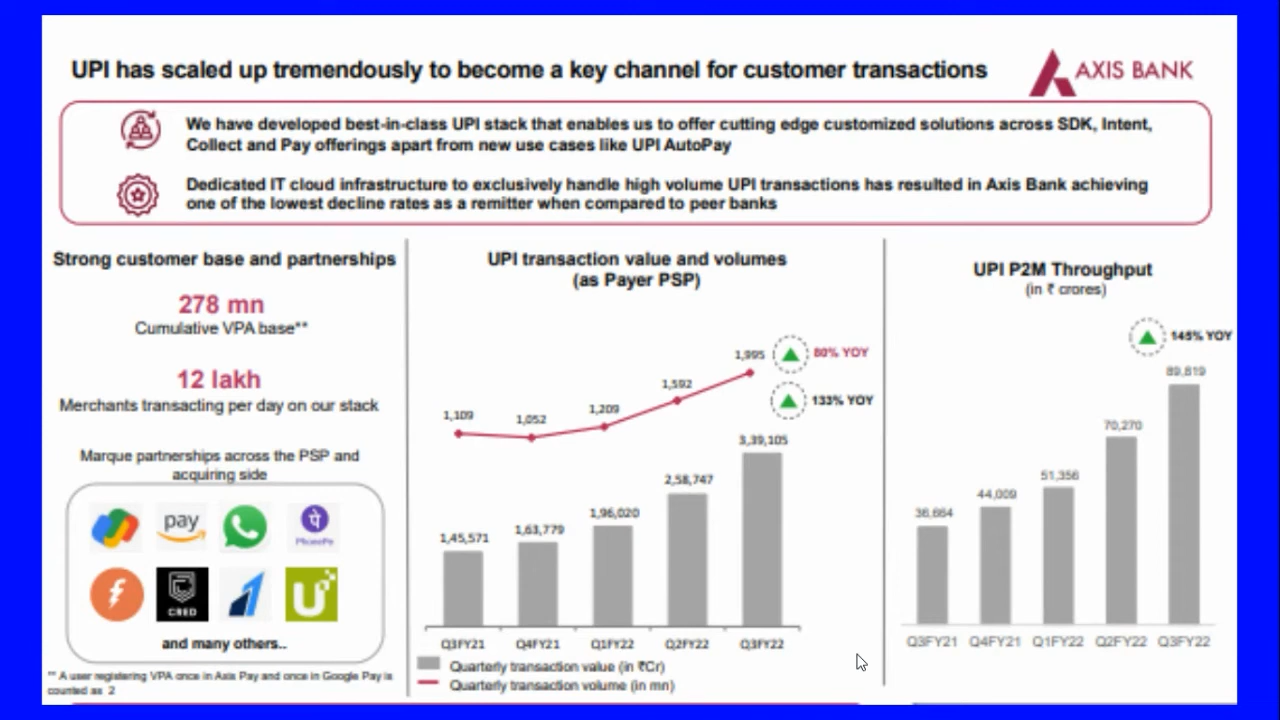 UPI has scaled up tremendously to become a key channel for customer transactions
AXIS BANK
We have developed best-in-class UPI stack that enables us to offer cutting edge customized solutions across SDK, Intent,
Collect and Pay offerings apart from new use cases like UPI AutoPay
Dedicated IT cloud infrastructure to exclusively handle high volume UPI transactions has resulted in Axis Bank achieving
one of the lowest decline rates as a remitter when compared to peer banks
Strong customer base and partnerships
278 mn
Cumulative VPA base**
12 lakh
Merchants transacting per day on our stack
Marque partnerships across the PSP and
acquiring side
pay
PhonePe
CRED
U
and many others..
** A user registering VPA once in Axis Pay and once in Google Pay is
counted as 2
UPI transaction value and volumes
(as Payer PSP)
1,109
1,052
1,209
1,592
1,995
80% YOY
133% YOY
1,45,571
1,63,779
1,96,020
2,58,747
3,39,105
Q3FY21
Q4FY21
Q1FY22
Q2FY22
Q3FY22
Quarterly transaction value (in ₹Cr)
Quarterly transaction volume (in mn)
UPI P2M Throughput
(in ₹ crores)
145% YOY
36,664
44,009
51,356
70,270
89,819
Q3FY21
Q4FY21
Q1FY22
Q2FY22
Q3FY22